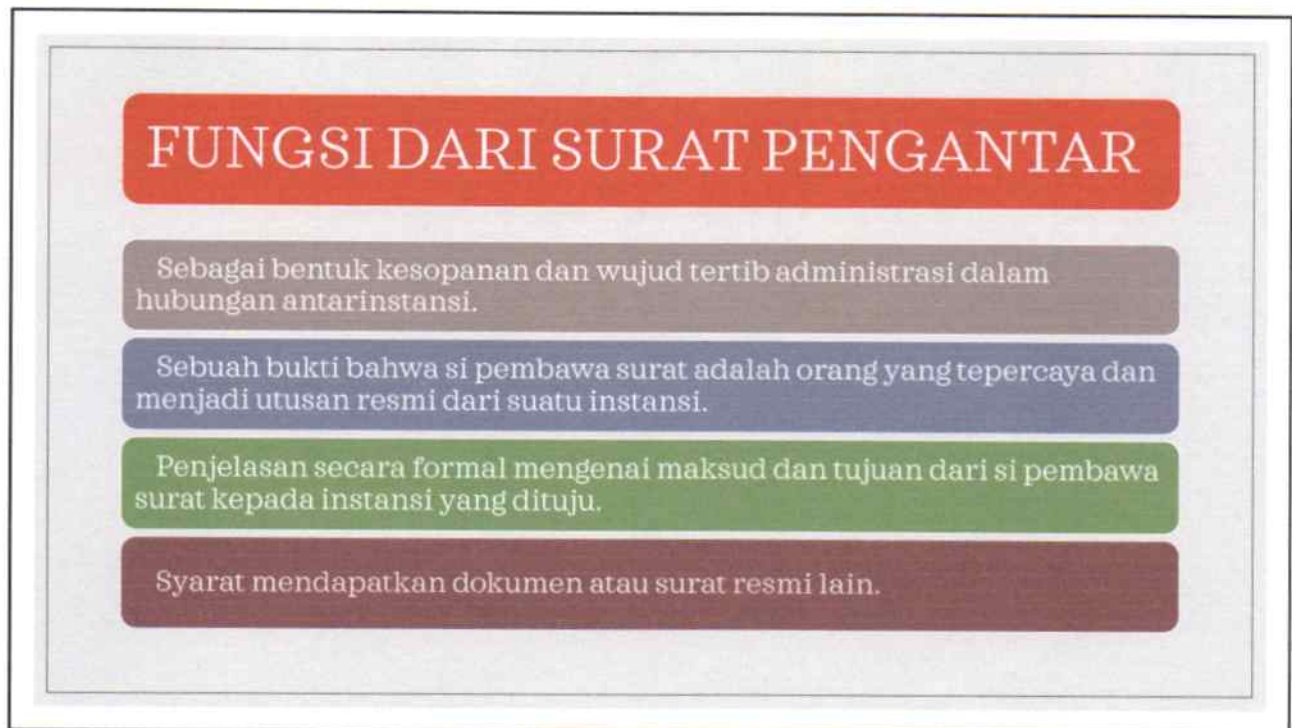 FUNGSI DARI SURAT PENGANTAR
Sebagai bentuk kesopanan dan wujud tertib administrasi dalam
hubungan antarinstansi.
Sebuah bukti bahwa si pembawa surat adalah orang yang tepercaya dan
menjadi utusan resmi dari suatu instansi.
Penjelasan secara formal mengenai maksud dan tujuan dari si pembawa
surat kepada instansi yang dituju.
Syarat mendapatkan dokumen atau surat resmi lain.